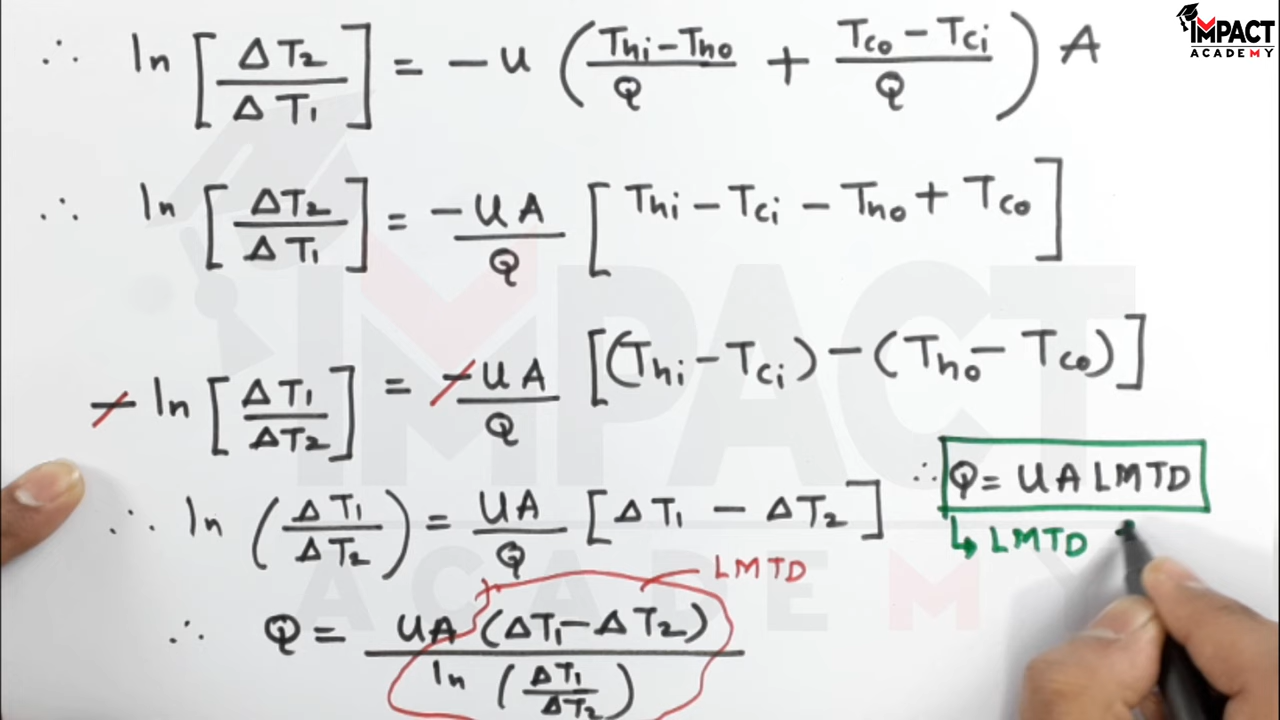 IMPACT
ACADEMY
∴ ln [ΔT2/ΔT1] = -U (Thi-Tho/Q + Tco-Tci/Q) A
∴ ln [ΔT2/ΔT1] = -UA/Q [Thi - Tci - Tho + Tco]
- ln [ΔT1/ΔT2] = -UA/Q [(Thi-Tci) - (Tho-Tco)]
∴ ln (ΔT1/ΔT2) = UA/Q [ΔT1 - ΔT2]
∴ Q = UA LMTD
↳ LMTD
LMTD
∴ Q = UA (ΔT1-ΔT2)/ln (ΔT1/ΔT2)
IMPACT
ACADEM